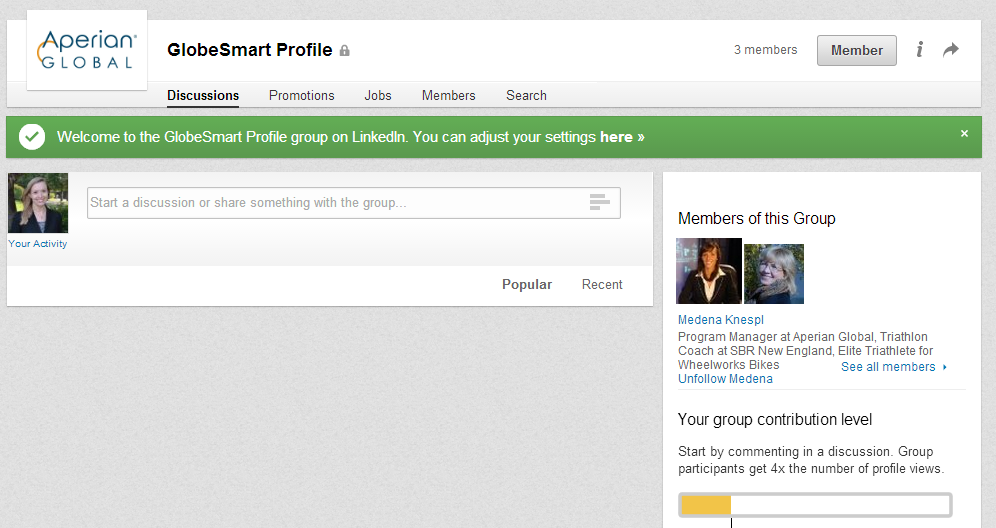 Aperian
GLOBAL
GlobeSmart Profile
3 members
Member
i
Discussions
Promotions
Jobs
Members
Search
Welcome to the GlobeSmart Profile group on LinkedIn. You can adjust your settings here »
×
Start a discussion or share something with the group...
Your Activity
Popular
Recent
Members of this Group
Medena Knespl
Program Manager at Aperian Global, Triathlon
Coach at SBR New England, Elite Triathlete for
Wheelworks Bikes
See all members
Unfollow Medena
Your group contribution level
Start by commenting in a discussion. Group
participants get 4x the number of profile views.